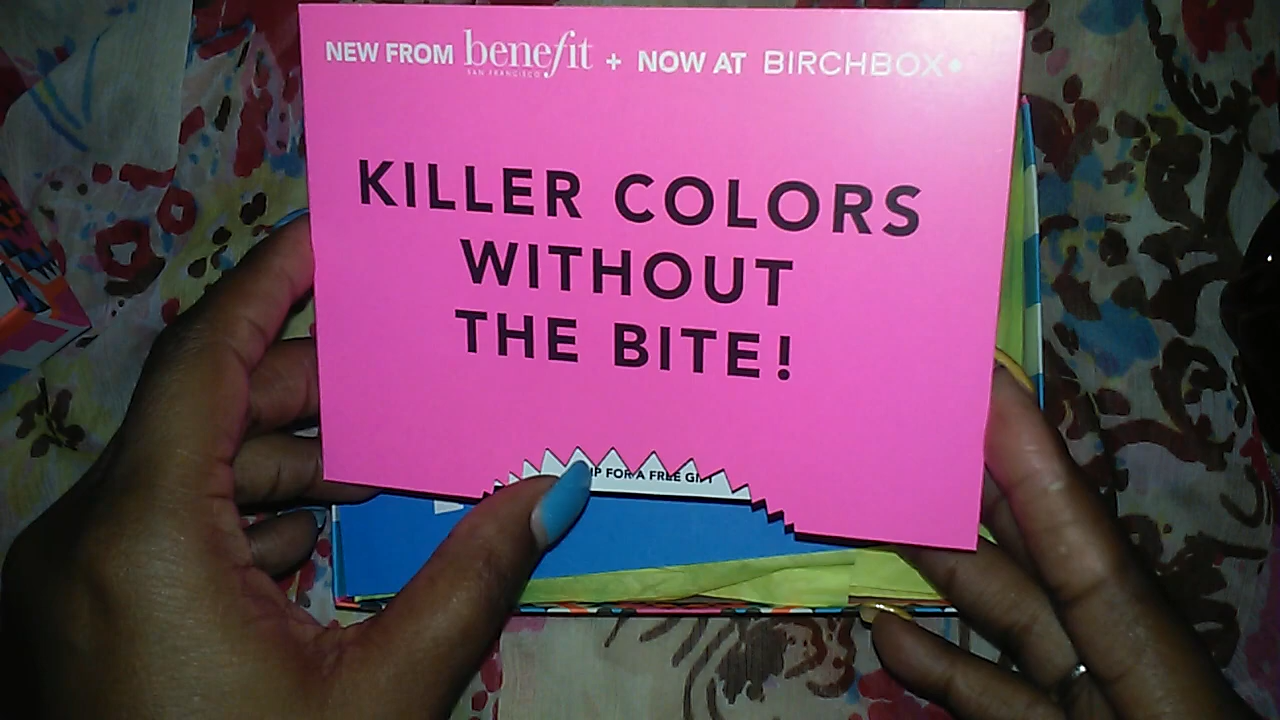 NEW FROM benefit + NOW AT BIRCHBOX
SAN FRANCISCO
KILLER COLORS
WITHOUT
THE BITE!
FOR A FREE GIFT